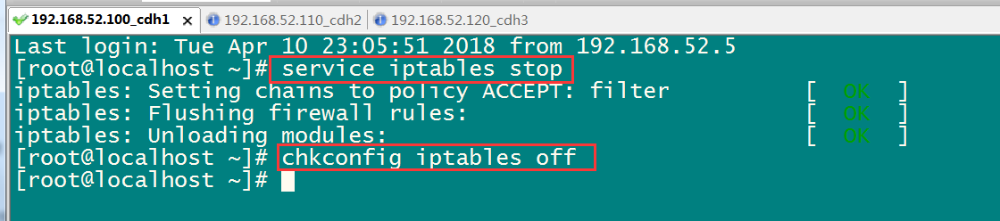 192.168.52.100_cdh1 x 192.168.52.110_cdh2 192.168.52.120_cdh3
Last login: Tue Apr 10 23:05:51 2018 from 192.168.52.5
[root@localhost ~]# service iptables stop
iptables: Setting chains to policy ACCEPT: filter [ OK ]
iptables: Flushing firewall rules: [ OK ]
iptables: Unloading modules: [ OK ]
[root@localhost ~]# chkconfig iptables off
[root@localhost ~]#